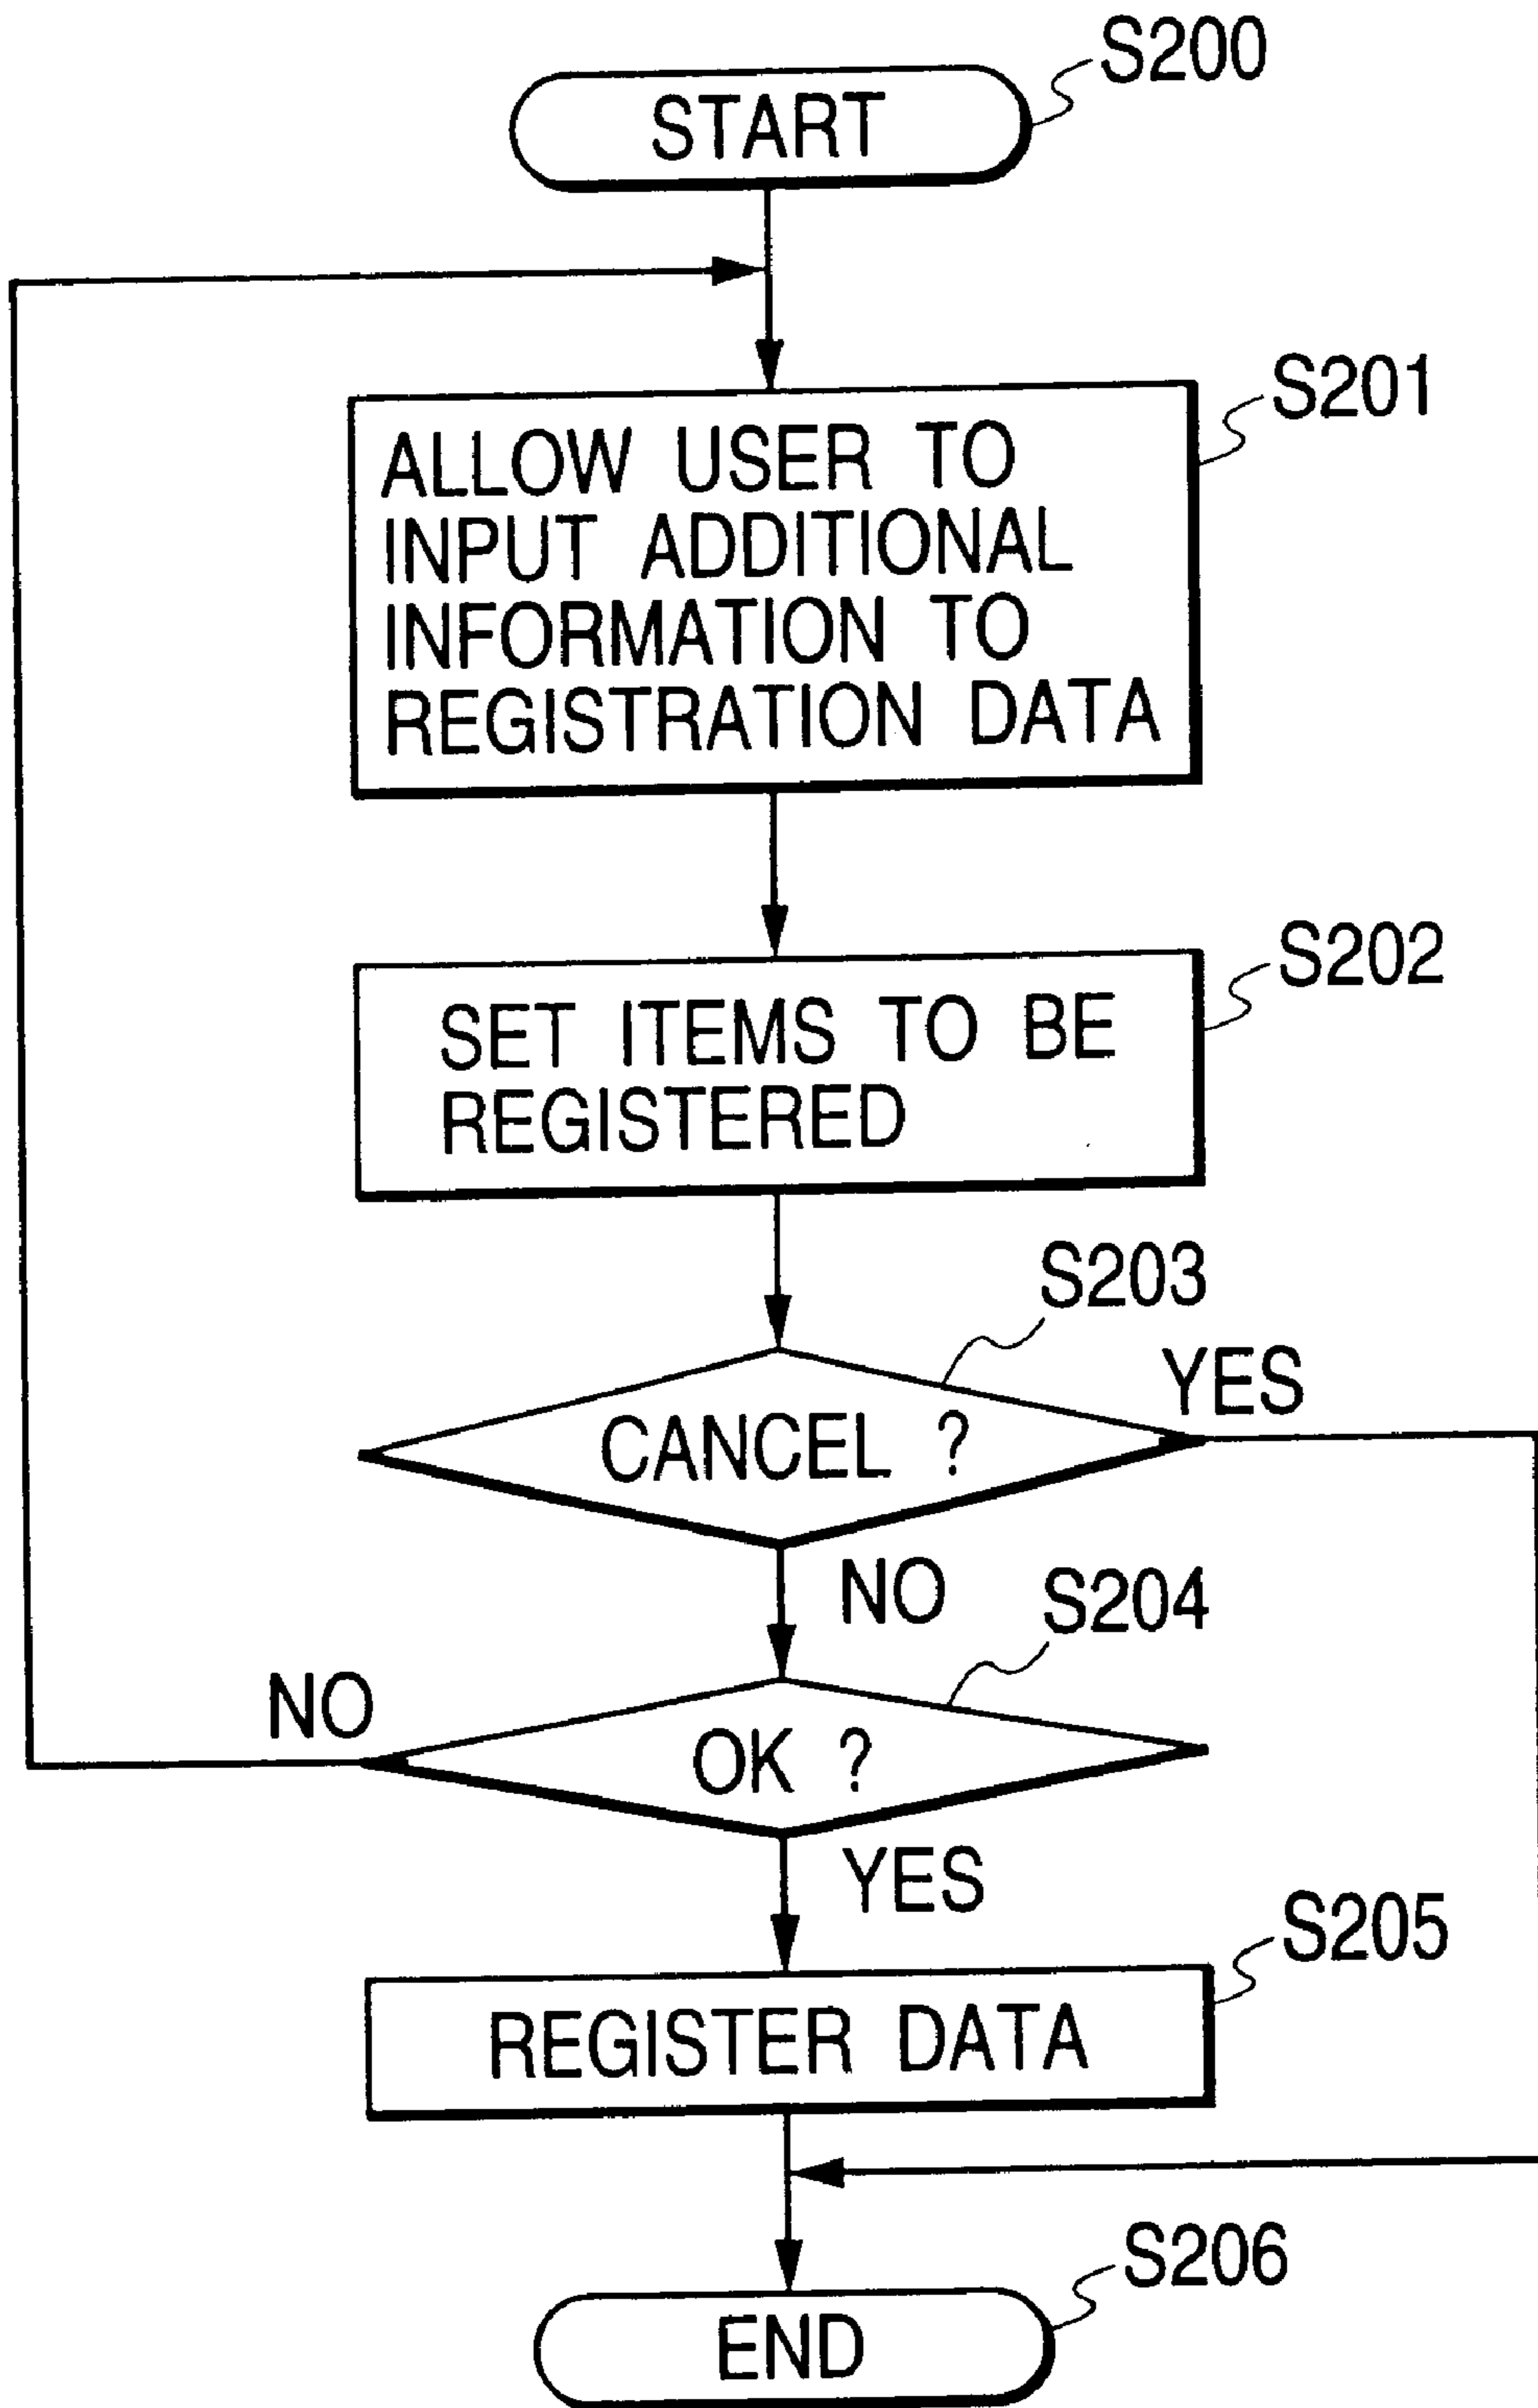 S200
START
S201
ALLOW USER TO
INPUT ADDITIONAL
INFORMATION TO
REGISTRATION DATA
S202
SET ITEMS TO BE
REGISTERED
S203
YES
CANCEL ?
NO
S204
NO
OK ?
YES
S205
REGISTER DATA
S206
END